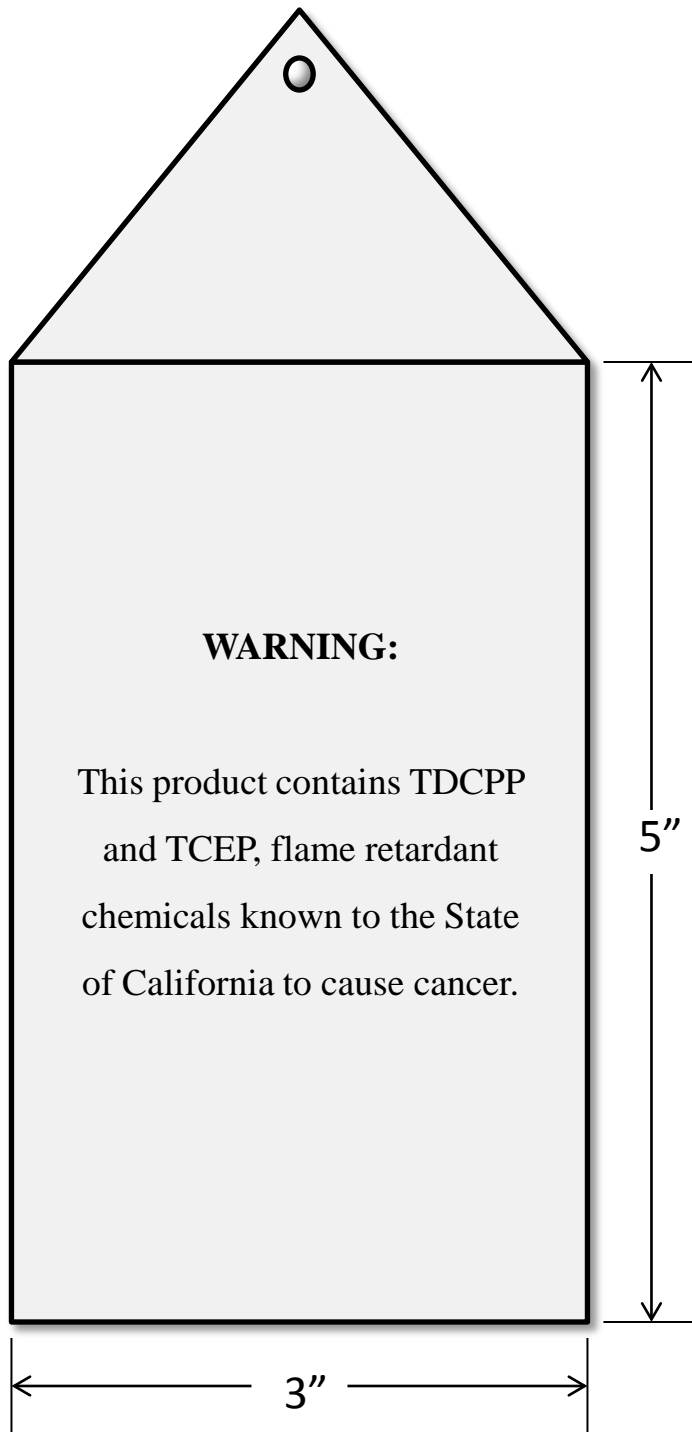 WARNING:
This product contains TDCPP
and TCEP, flame retardant
chemicals known to the State
of California to cause cancer.
5”
3”